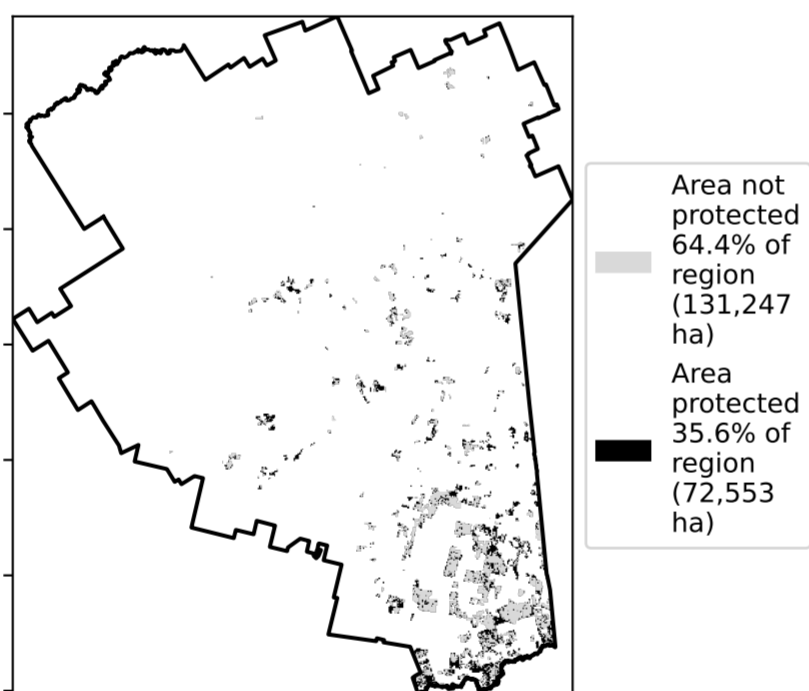 Area not
protected
64.4% of
region
(131,247
ha)
Area
protected
35.6% of
region
(72,553
ha)